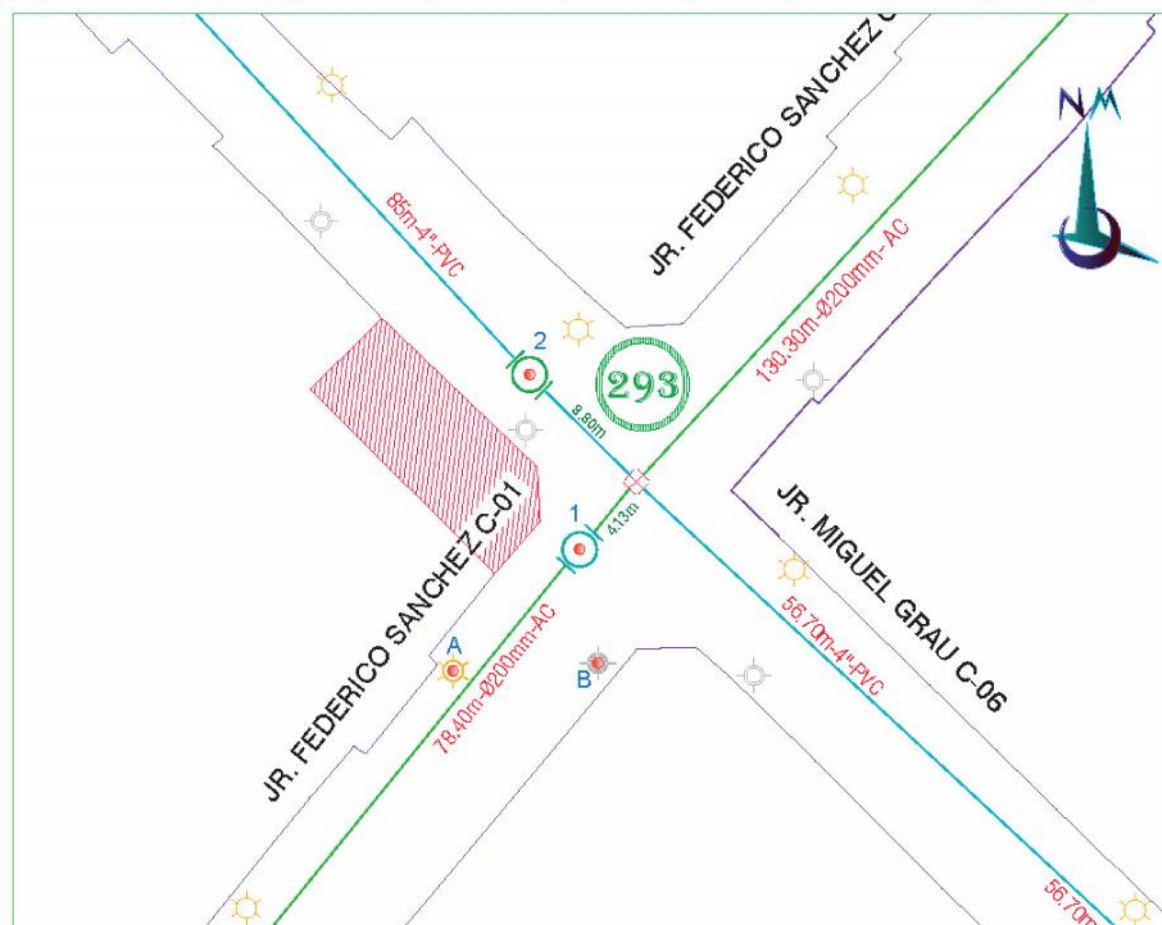 JR. FEDERICO SANCHEZ C
N M
85m-4"-PVC
130.30m-Ø200mm-AC
2
293
8.80m
JR. FEDERICO SANCHEZ C-01
1
4.13m
JR. MIGUEL GRAU C-06
56.70m-4"-PVC
A
B
78.40m-Ø200mm-AC
56.70m